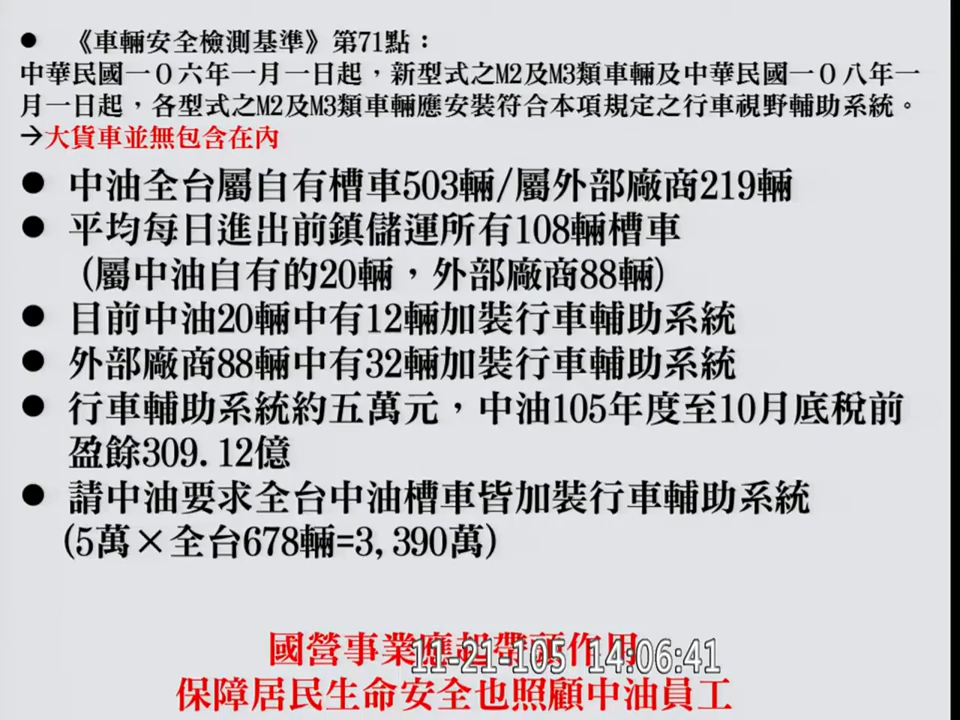 ● 《車輛安全檢測基準》第71點：
中華民國一０六年一月一日起，新型式之M2及M3類車輛及中華民國一０八年一
月一日起，各型式之M2及M3類車輛應安裝符合本項規定之行車視野輔助系統。
→大貨車並無包含在內
● 中油全台屬自有槽車503輛/屬外部廠商219輛
● 平均每日進出前鎮儲運所有108輛槽車
(屬中油自有的20輛，外部廠商88輛)
● 目前中油20輛中有12輛加裝行車輔助系統
● 外部廠商88輛中有32輛加裝行車輔助系統
● 行車輔助系統約五萬元，中油105年度至10月底稅前
盈餘309.12億
● 請中油要求全台中油槽車皆加裝行車輔助系統
(5萬×全台678輛=3,390萬)
國營事業應起帶頭作用
11-21-105 14:06:41
保障居民生命安全也照顧中油員工